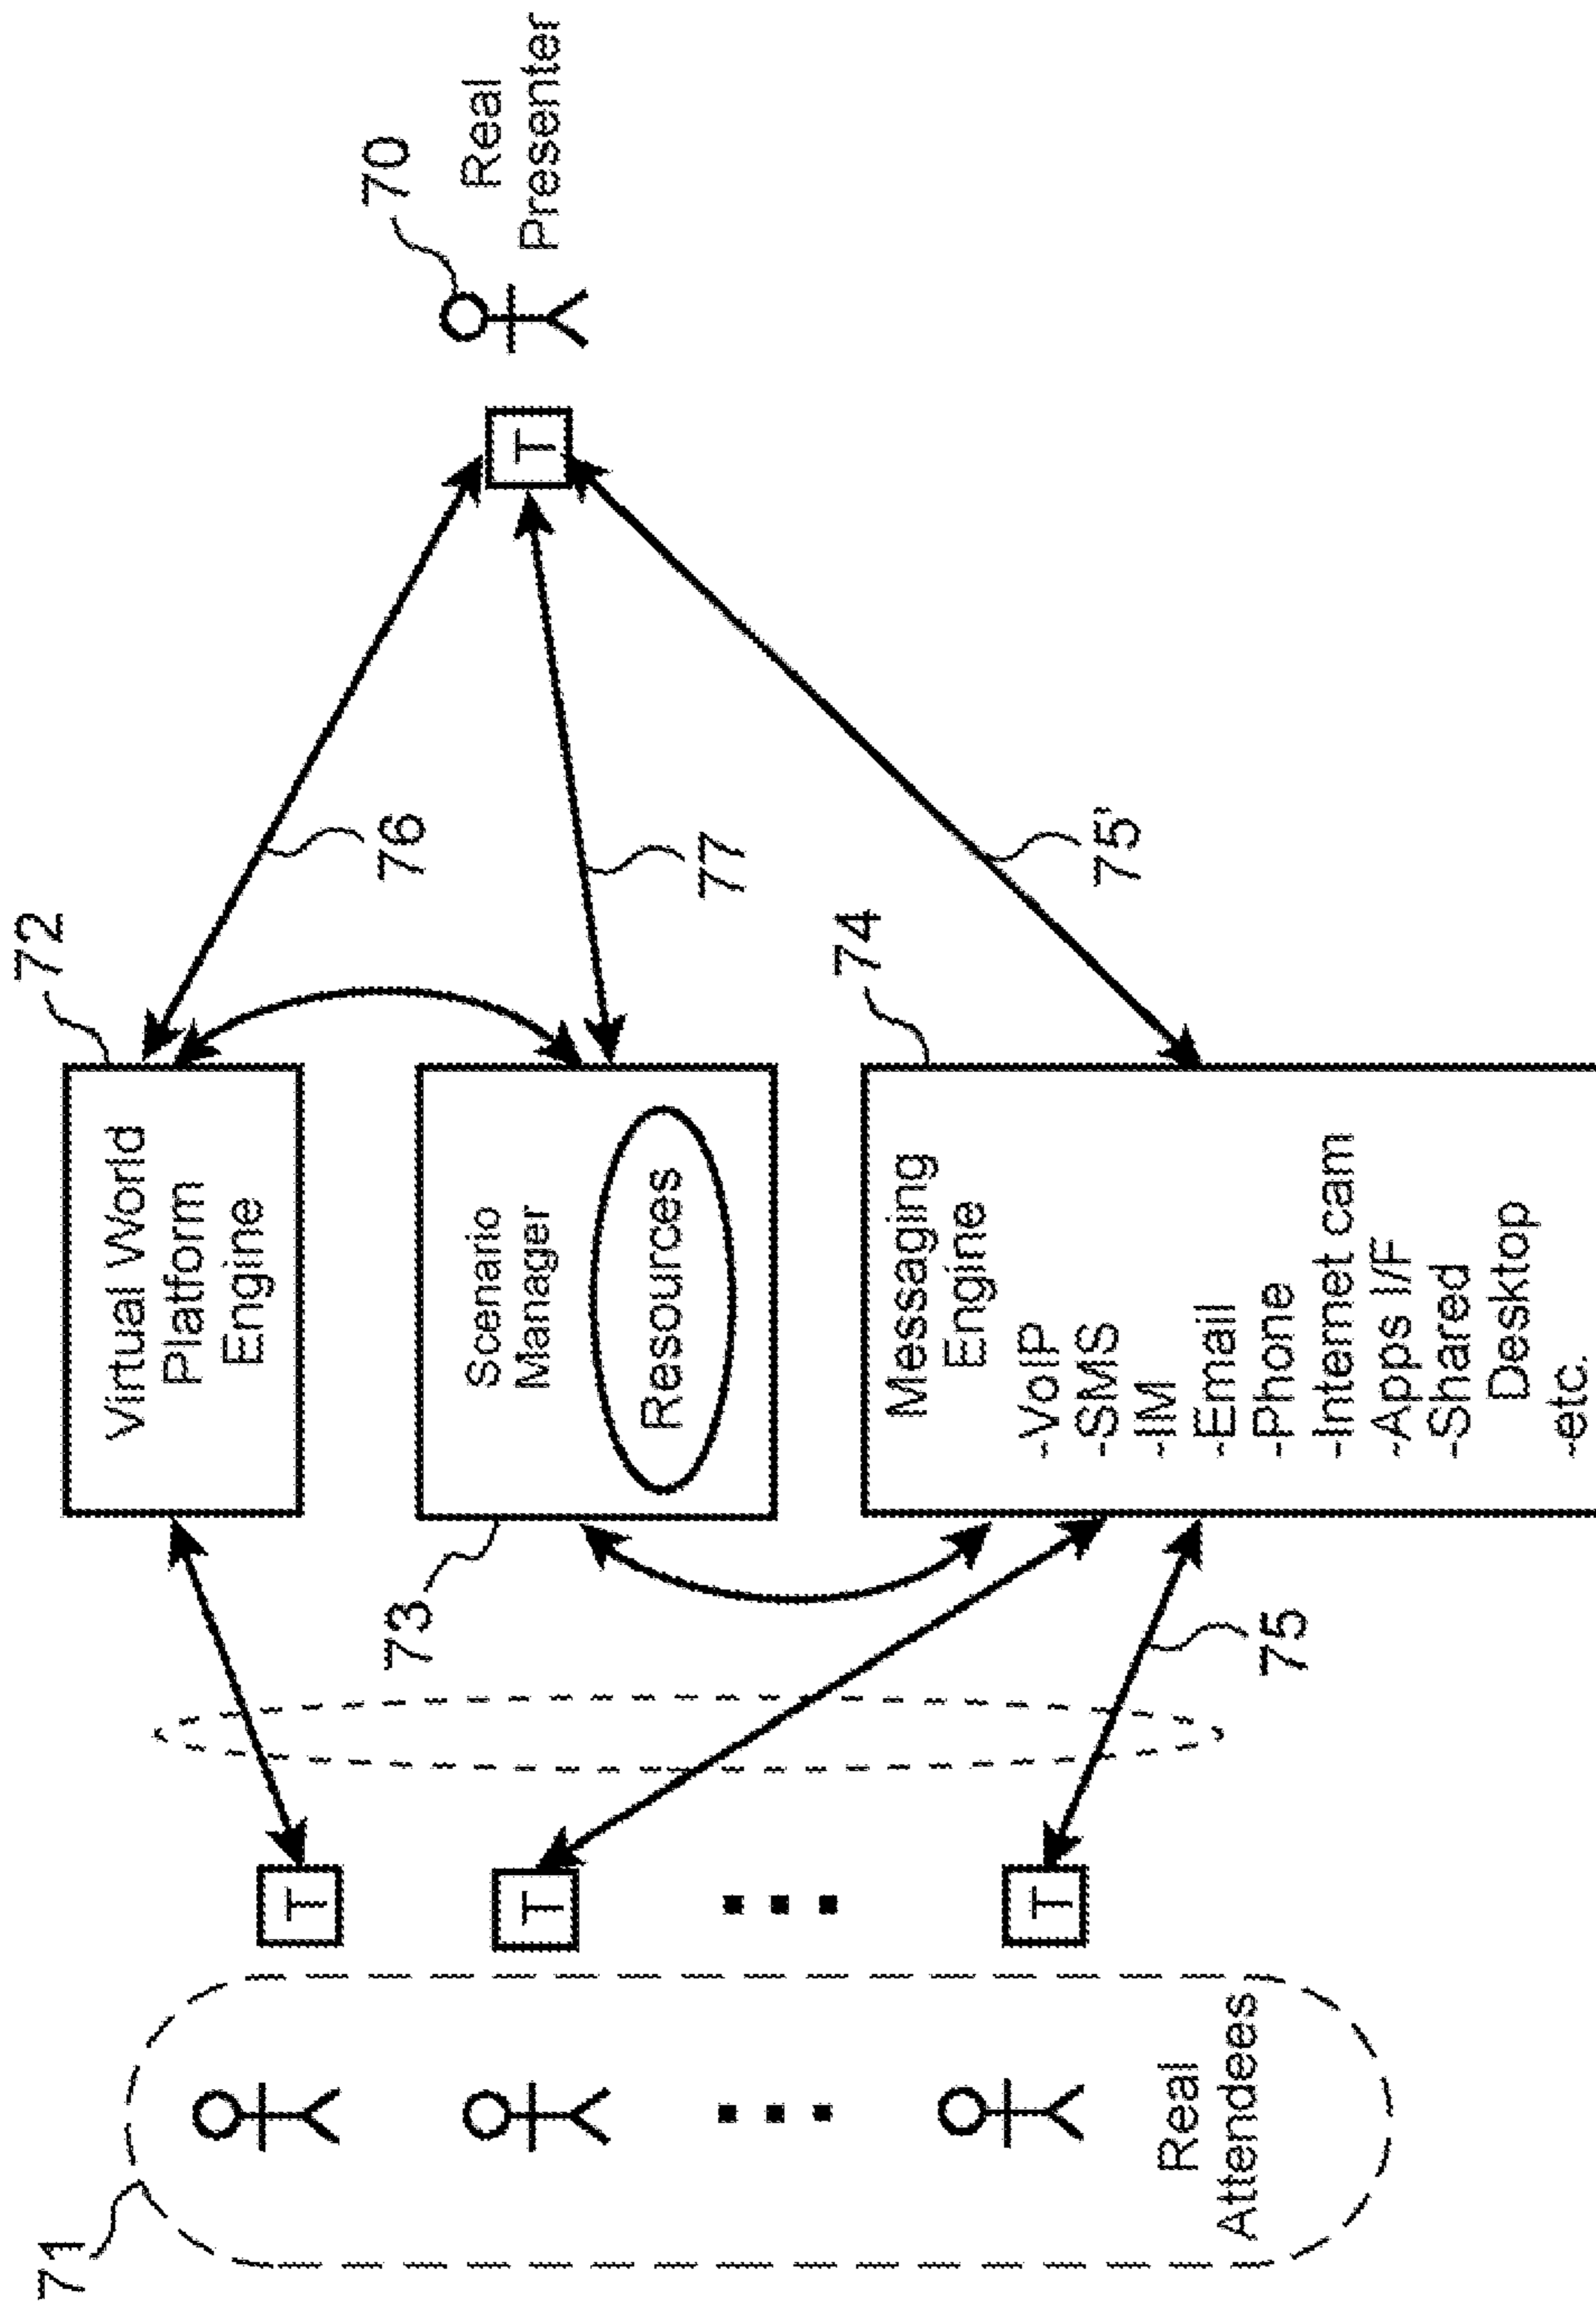 71
Real
Attendees
T
T
T
75
72
Virtual World
Platform
Engine
73
Scenario
Manager
Resources
74
Messaging
Engine
-VoIP
-SMS
-IM
-Email
-Phone
-Internet cam
-Apps I/F
-Shared
Desktop
-etc.
76
77
75'
T
70
Real
Presenter